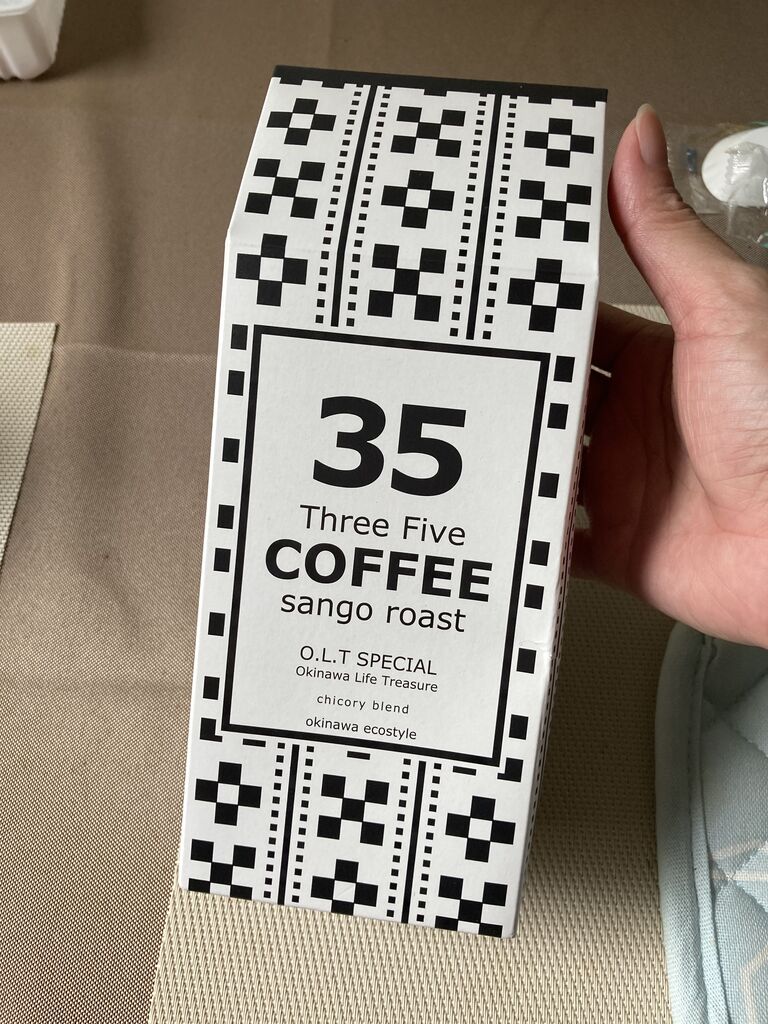 35
Three Five
COFFEE
sango roast
O.L.T SPECIAL
Okinawa Life Treasure
chicory blend
okinawa ecostyle